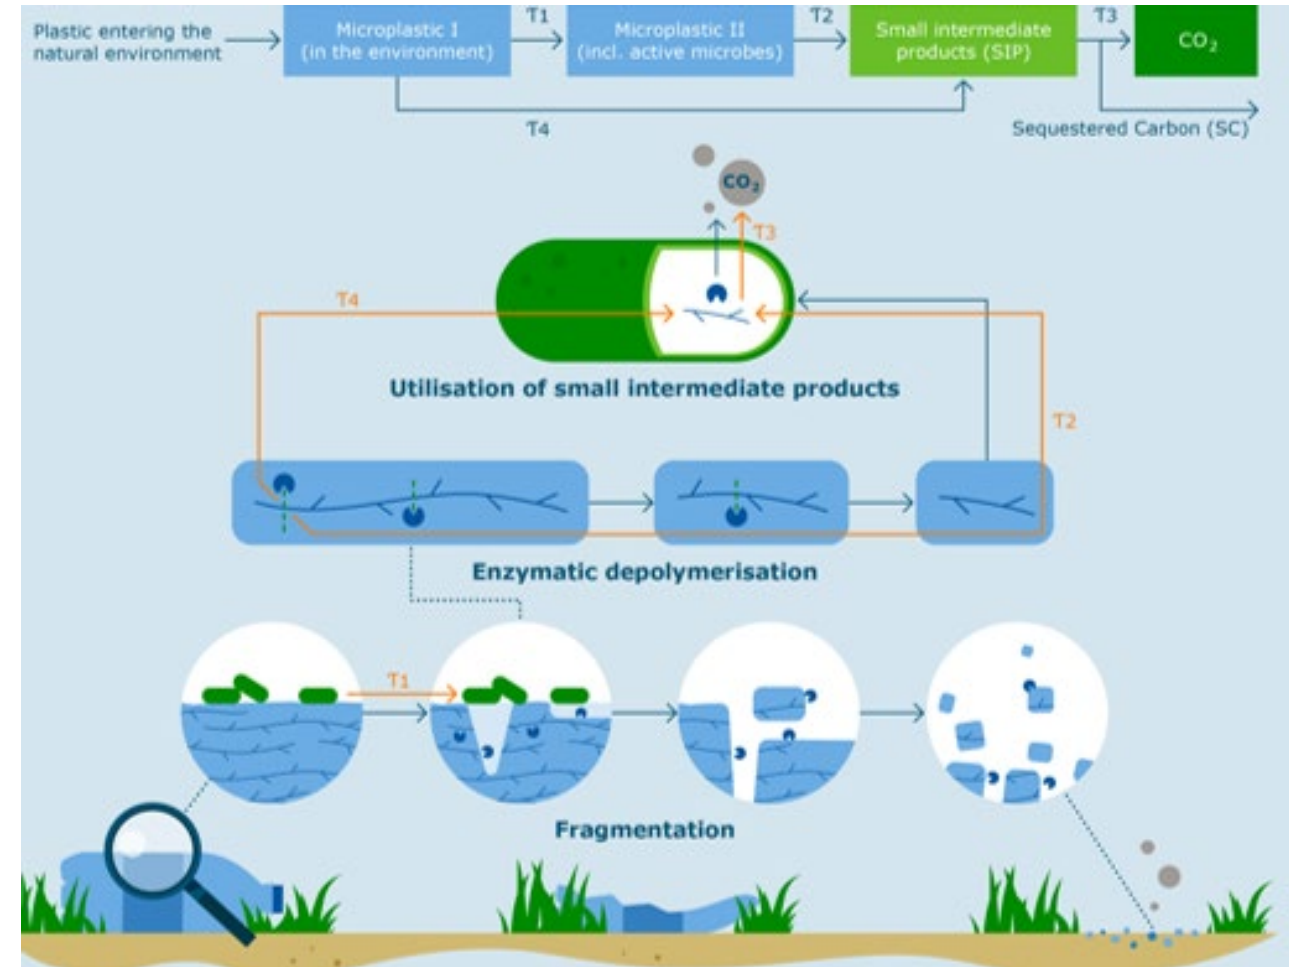 Plastic entering the
natural environment
Microplastic I
(in the environment)
T1
Microplastic II
(incl. active microbes)
T2
Small intermediate
products (SIP)
T3
CO₂
T4
Sequestered Carbon (SC)
CO₂
T3
T4
Utilisation of small intermediate products
T2
Enzymatic depolymerisation
T1
Fragmentation